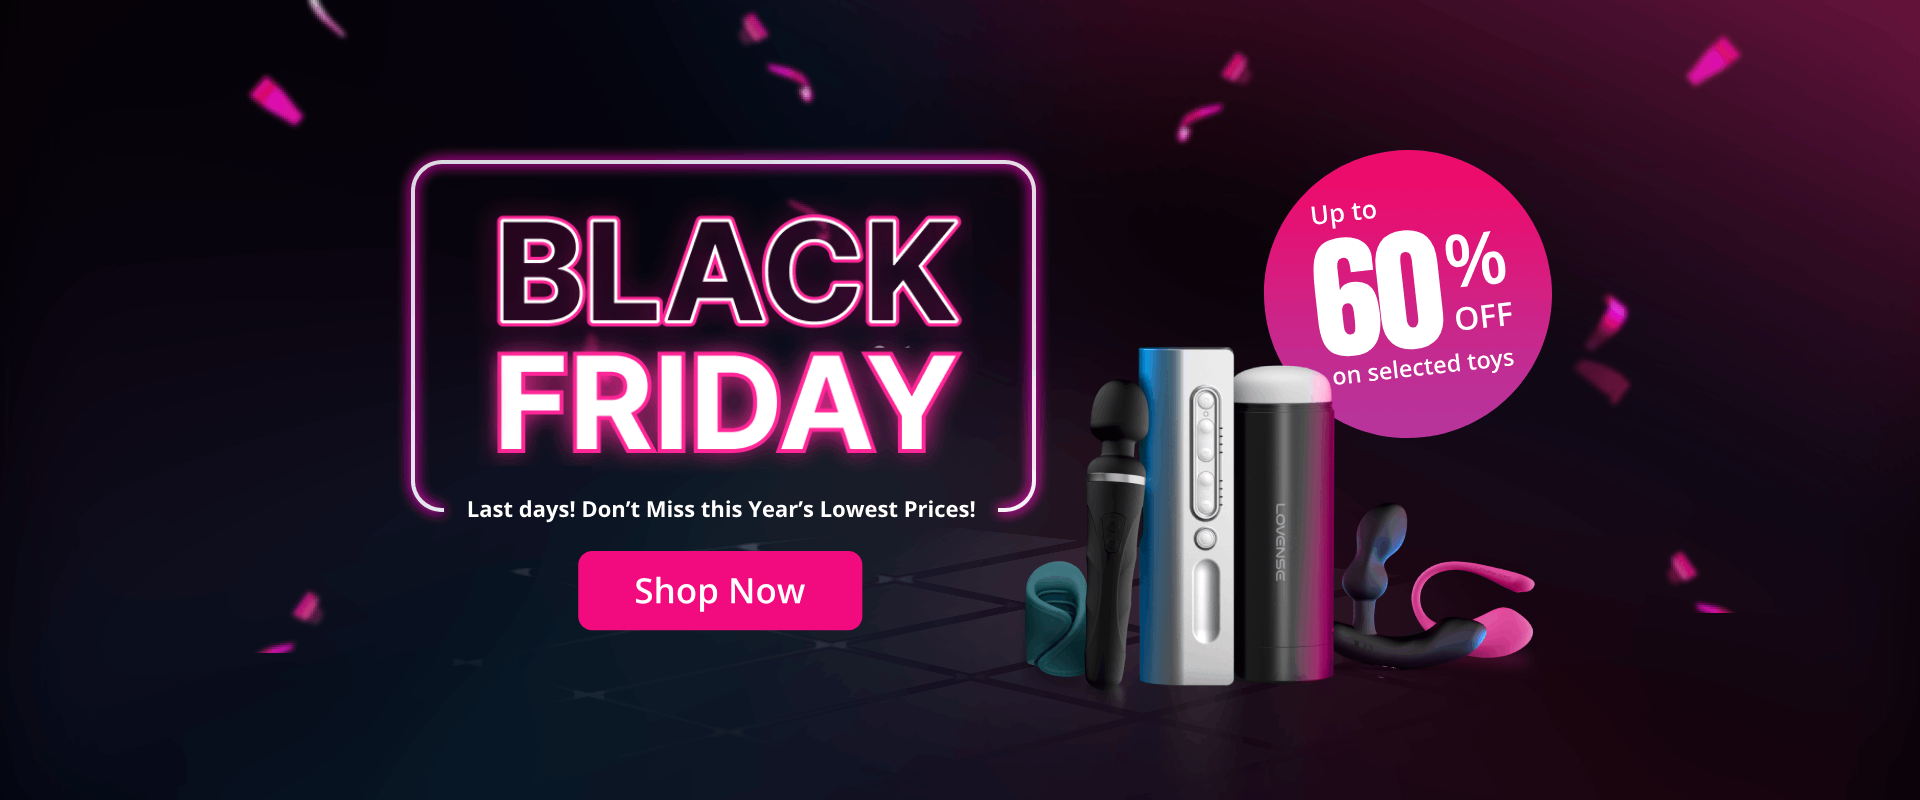 BLACK
FRIDAY
Last days! Don’t Miss this Year’s Lowest Prices!
Shop Now
Up to
60%
OFF
on selected toys
LOVENSE